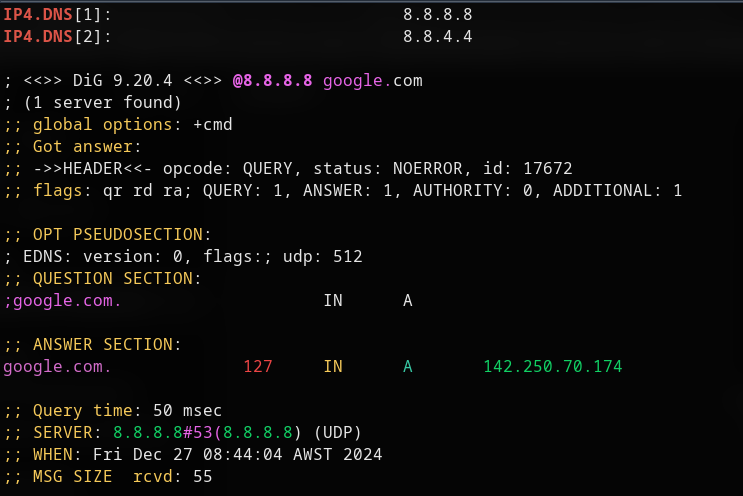 IP4.DNS[1]: 8.8.8.8
IP4.DNS[2]: 8.8.4.4
; <<>> DiG 9.20.4 <<>> @8.8.8.8 google.com
; (1 server found)
;; global options: +cmd
;; Got answer:
;; ->>HEADER<<- opcode: QUERY, status: NOERROR, id: 17672
;; flags: qr rd ra; QUERY: 1, ANSWER: 1, AUTHORITY: 0, ADDITIONAL: 1
;; OPT PSEUDOSECTION:
; EDNS: version: 0, flags:; udp: 512
;; QUESTION SECTION:
;google.com. IN A
;; ANSWER SECTION:
google.com. 127 IN A 142.250.70.174
;; Query time: 50 msec
;; SERVER: 8.8.8.8#53(8.8.8.8) (UDP)
;; WHEN: Fri Dec 27 08:44:04 AWST 2024
;; MSG SIZE  rcvd: 55